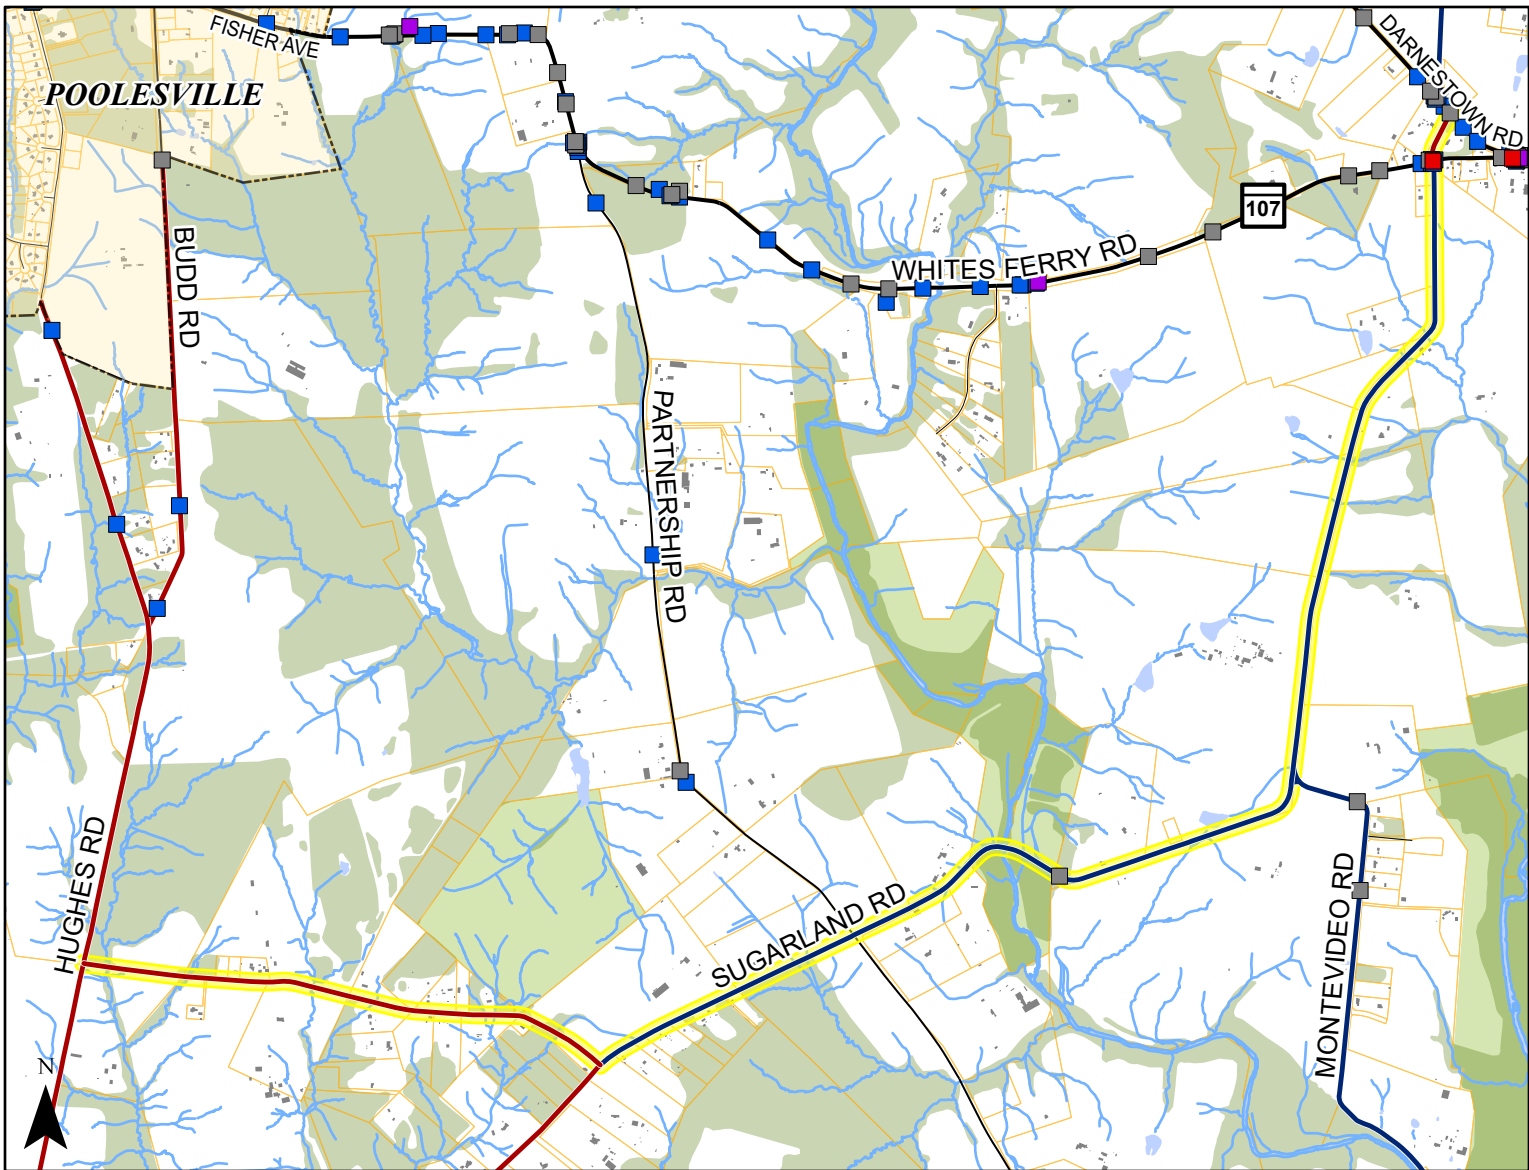 FISHER AVE
DARNESTOWN RD
POOLESVILLE
107
BUDD RD
WHITES FERRY RD
PARTNERSHIP RD
HUGHES RD
SUGARLAND RD
MONTEVIDEO RD
N